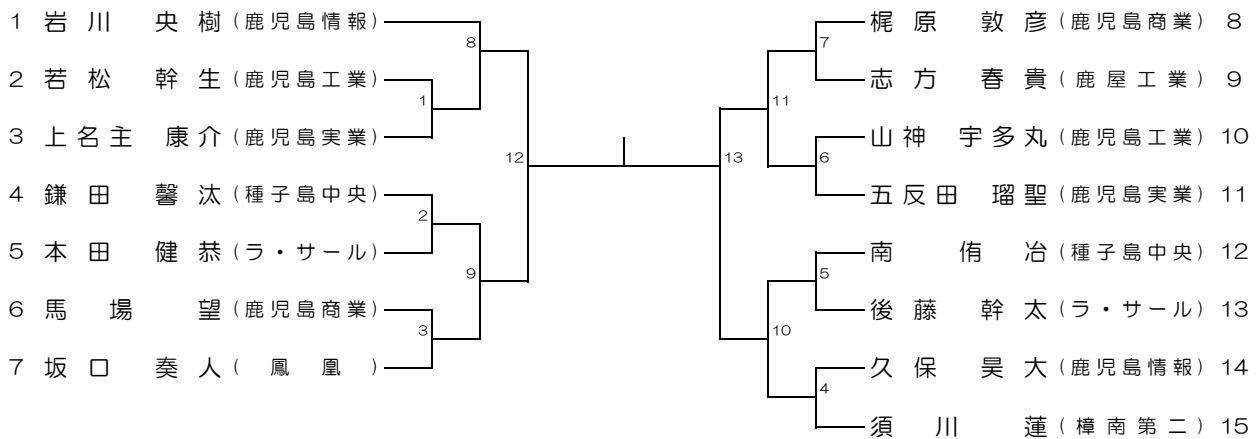 1 岩川 央樹 (鹿児島情報)
8
2 若松 幹生 (鹿児島工業)
1
3 上名主 康介 (鹿児島実業)
12
4 鎌田 馨汰 (種子島中央)
2
5 本田 健恭 (ラ・サール)
9
6 馬場 望 (鹿児島商業)
3
7 坂口 奏人 (鳳凰)
梶原 敦彦 (鹿児島商業) 8
7
志方 春貴 (鹿屋工業) 9
11
山神 宇多丸 (鹿児島工業) 10
6
五反田 瑠聖 (鹿児島実業) 11
13
南 侑冶 (種子島中央) 12
5
後藤 幹太 (ラ・サール) 13
10
久保 昊大 (鹿児島情報) 14
4
須川 蓮 (樟南第二) 15